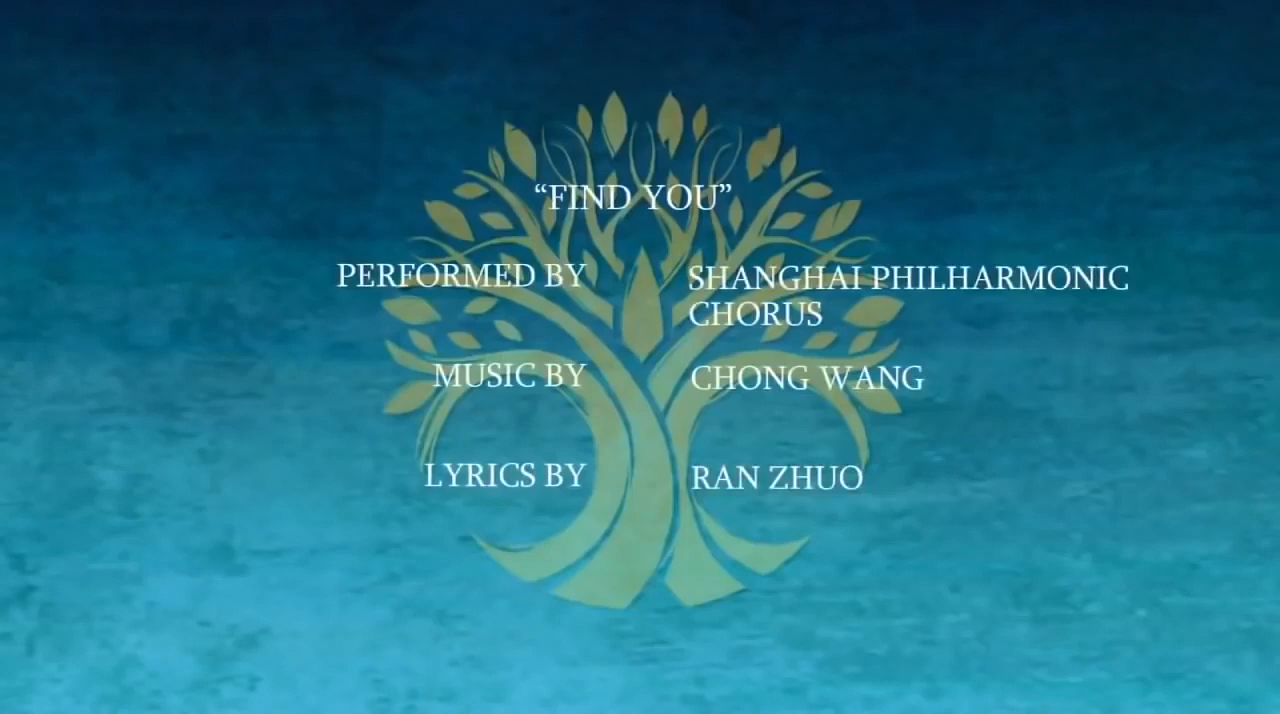 “FIND YOU”
PERFORMED BY SHANGHAI PHILHARMONIC
CHORUS
MUSIC BY CHONG WANG
LYRICS BY RAN ZHUO